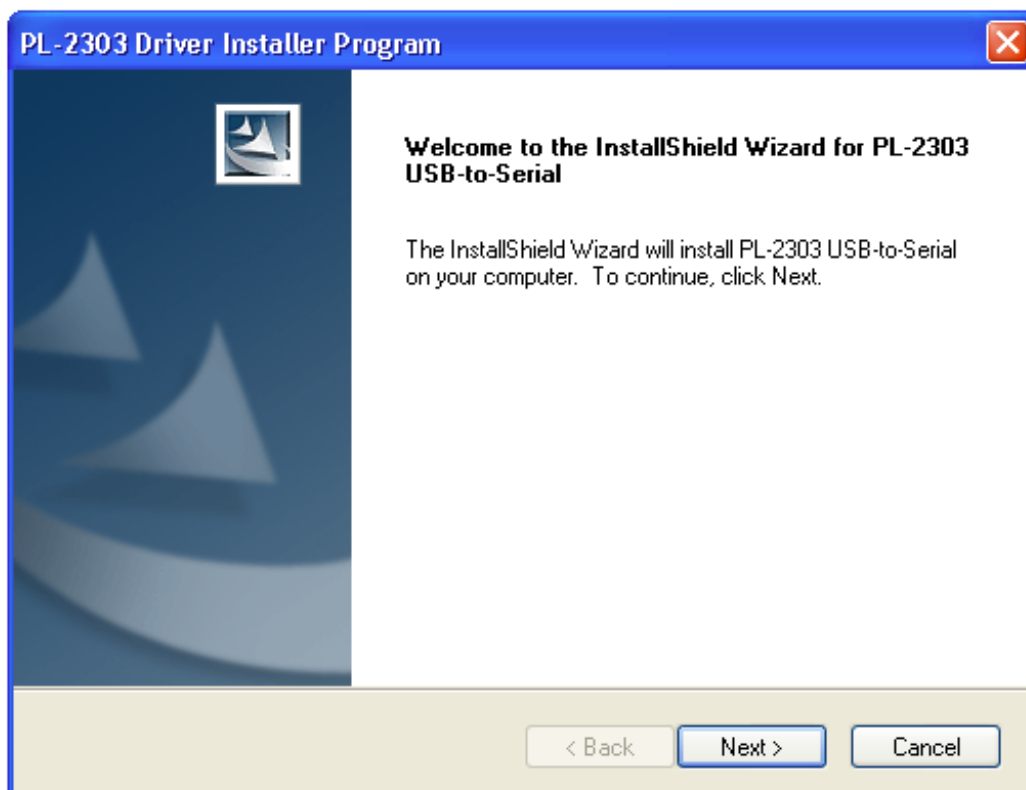 PL-2303 Driver Installer Program
Welcome to the InstallShield Wizard for PL-2303
USB-to-Serial
The InstallShield Wizard will install PL-2303 USB-to-Serial
on your computer.  To continue, click Next.
< Back
Next >
Cancel